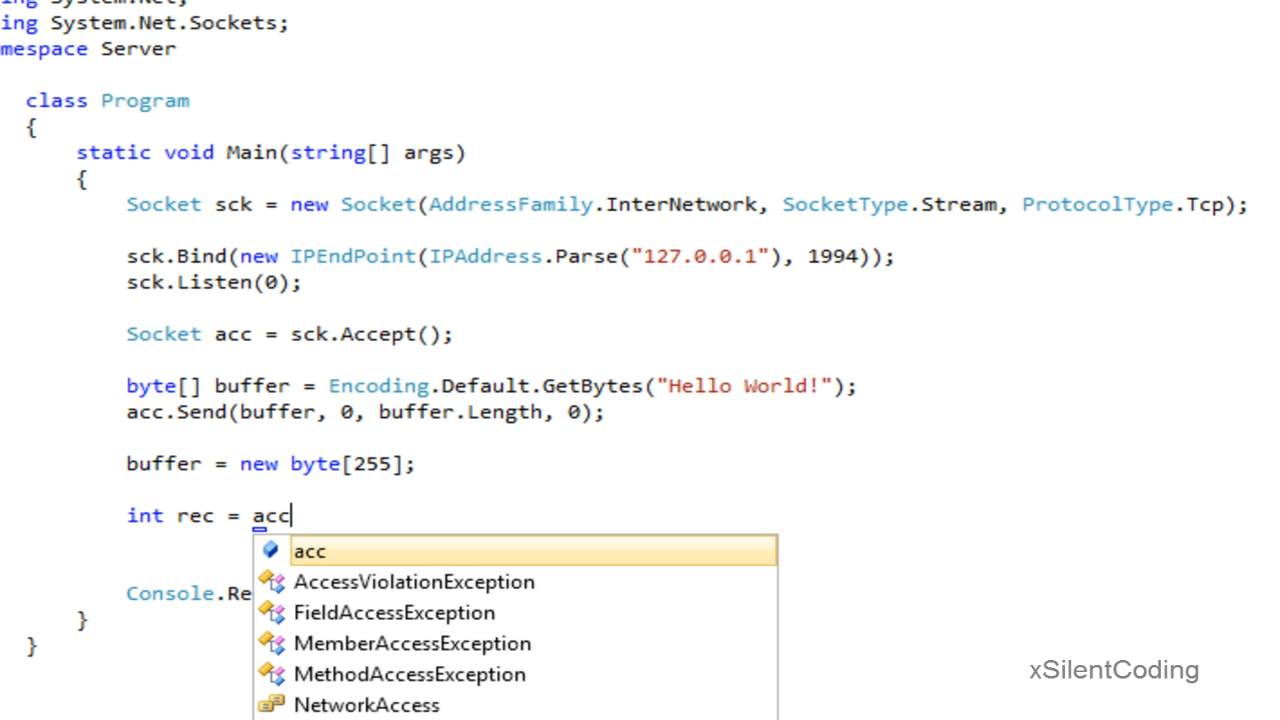 ing System.Net;
ing System.Net.Sockets;
mespace Server
class Program
{
static void Main(string[] args)
{
Socket sck = new Socket(AddressFamily.InterNetwork, SocketType.Stream, ProtocolType.Tcp);
sck.Bind(new IPEndPoint(IPAddress.Parse("127.0.0.1"), 1994));
sck.Listen(0);
Socket acc = sck.Accept();
byte[] buffer = Encoding.Default.GetBytes("Hello World!");
acc.Send(buffer, 0, buffer.Length, 0);
buffer = new byte[255];
int rec = acc
acc
AccessViolationException
Console.Re
FieldAccessException
}
MemberAccessException
}
MethodAccessException
NetworkAccess
xSilentCoding